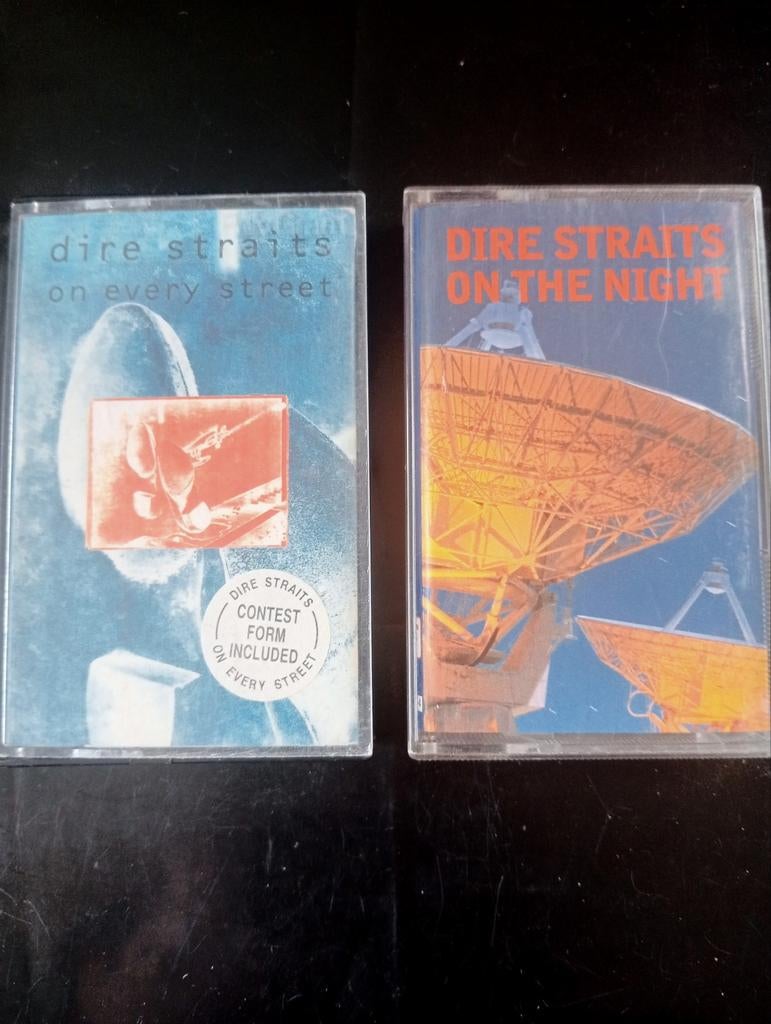 dire straits
on every street
DIRE STRAITS
CONTEST
FORM
INCLUDED
ON EVERY STREET
DIRE STRAITS
ON THE NIGHT